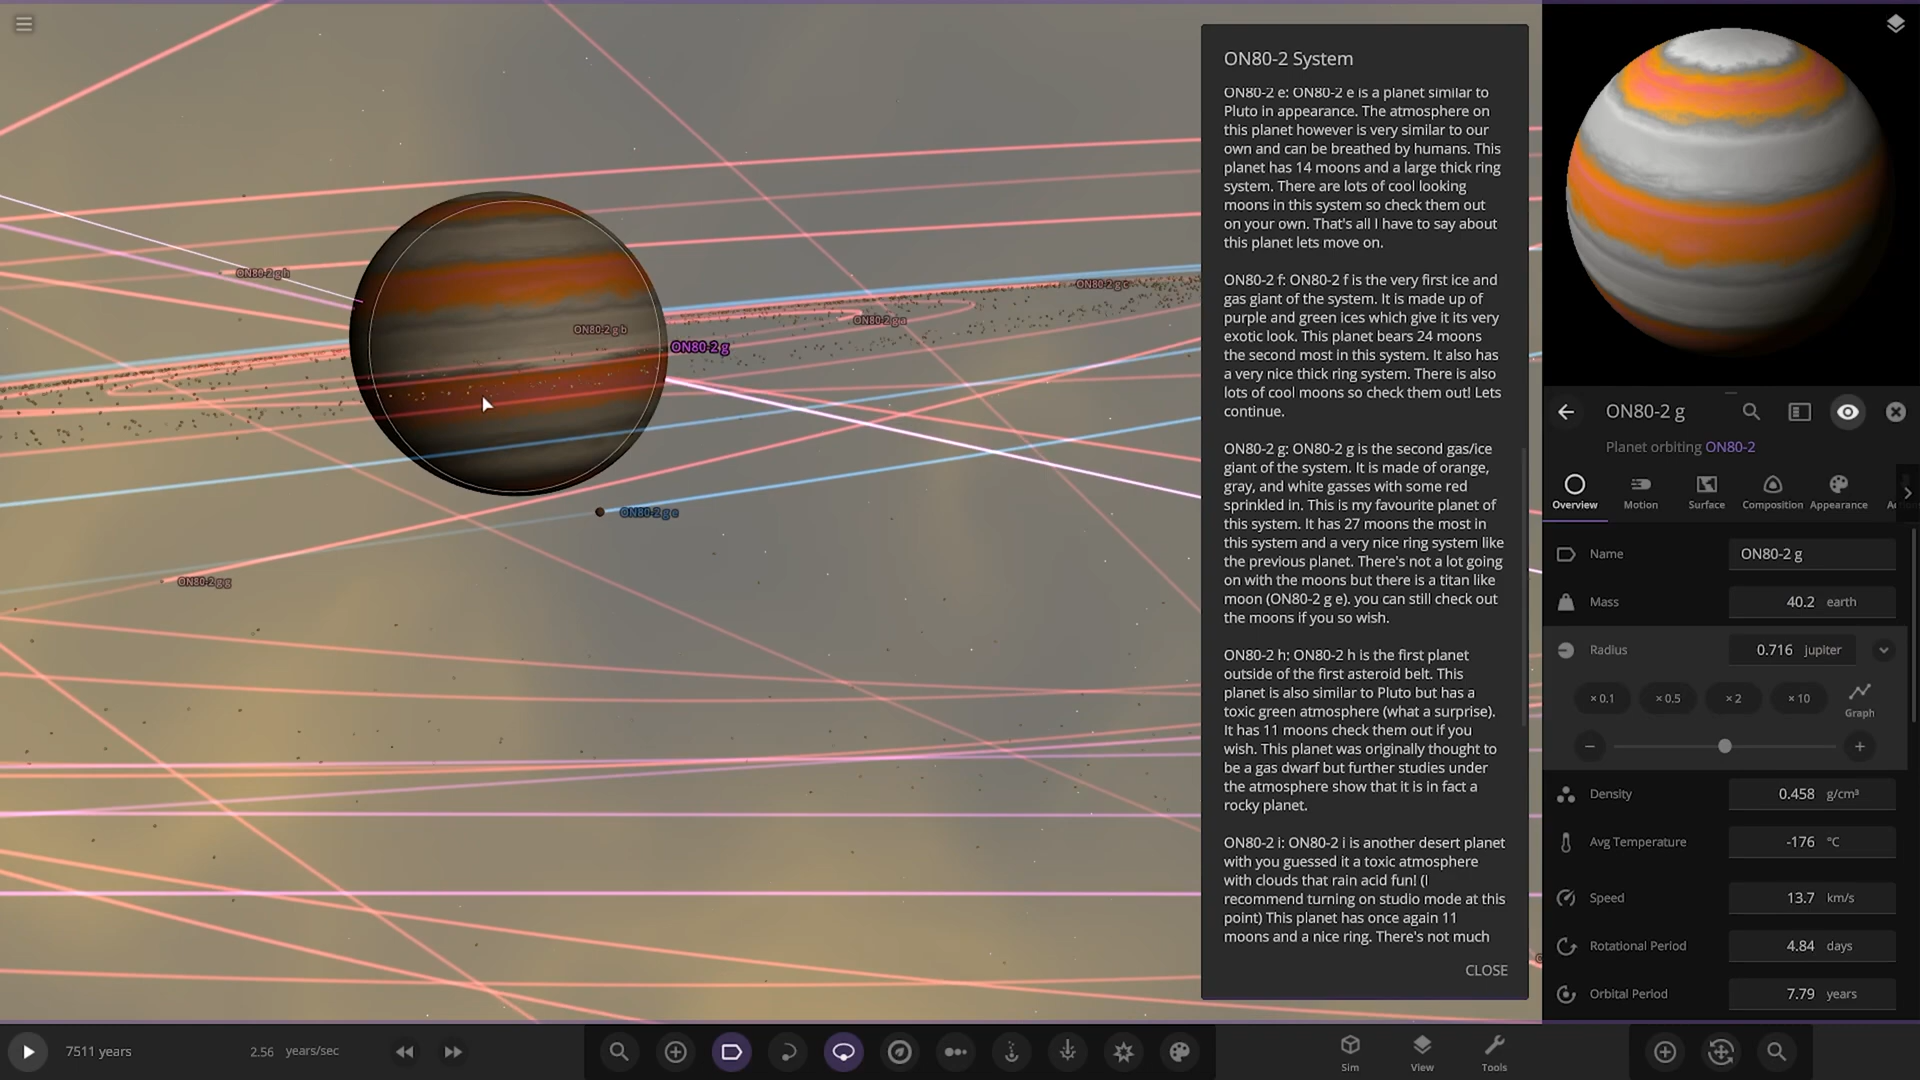 ON80-2 g h
ON80-2 g b
ON80-2 g
ON80-2 g a
ON80-2 g c
ON80-2 g e
ON80-2 g g
ON80-2 System
ON80-2 e: ON80-2 e is a planet similar to
Pluto in appearance. The atmosphere on
this planet however is very similar to our
own and can be breathed by humans. This
planet has 14 moons and a large thick ring
system. There are lots of cool looking
moons in this system so check them out
on your own. That's all I have to say about
this planet lets move on.
ON80-2 f: ON80-2 f is the very first ice and
gas giant of the system. It is made up of
purple and green ices which give it its very
exotic look. This planet bears 24 moons
the second most in this system. It also has
a very nice thick ring system. There is also
lots of cool moons so check them out! Lets
continue.
ON80-2 g: ON80-2 g is the second gas/ice
giant of the system. It is made of orange,
gray, and white gasses with some red
sprinkled in. This is my favourite planet of
this system. It has 27 moons the most in
this system and a very nice ring system like
the previous planet. There's not a lot going
on with the moons but there is a titan like
moon (ON80-2 g e). you can still check out
the moons if you so wish.
ON80-2 h: ON80-2 h is the first planet
outside of the first asteroid belt. This
planet is also similar to Pluto but has a
toxic green atmosphere (what a surprise).
It has 11 moons check them out if you
wish. This planet was originally thought to
be a gas dwarf but further studies under
the atmosphere show that it is in fact a
rocky planet.
ON80-2 i: ON80-2 i is another desert planet
with you guessed it a toxic atmosphere
with clouds that rain acid fun! (I
recommend turning on studio mode at this
point) This planet has once again 11
moons and a nice ring. There's not much
CLOSE
ON80-2 g
Planet orbiting ON80-2
Overview Motion Surface Composition Appearance
Name ON80-2 g
Mass 40.2 earth
Radius 0.716 jupiter
× 0.1 × 0.5 × 2 × 10 Graph
Density 0.458 g/cm³
Avg Temperature -176 °C
Speed 13.7 km/s
Rotational Period 4.84 days
Orbital Period 7.79 years
7511 years 2.56 years/sec
Sim View Tools